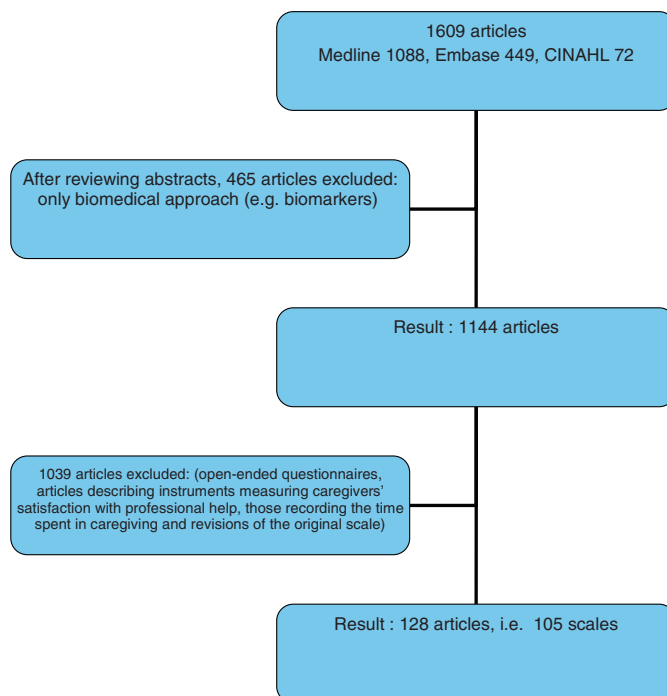 1609 articles
Medline 1088, Embase 449, CINAHL 72
After reviewing abstracts, 465 articles excluded:
only biomedical approach (e.g. biomarkers)
Result : 1144 articles
1039 articles excluded: (open-ended questionnaires,
articles describing instruments measuring caregivers’
satisfaction with professional help, those recording the time
spent in caregiving and revisions of the original scale)
Result : 128 articles, i.e. 105 scales